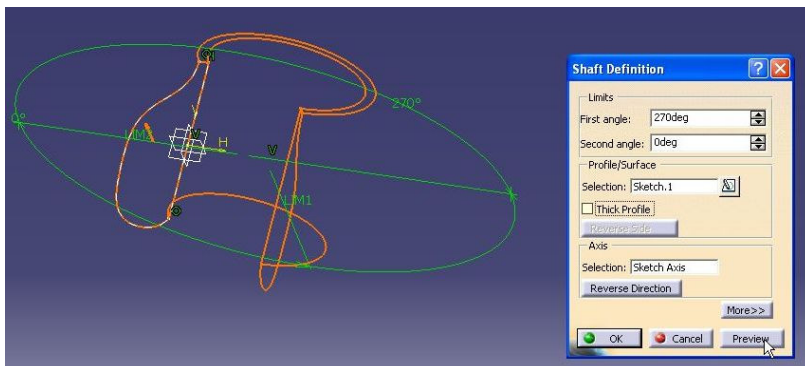 Shaft Definition
Limits
First angle: 270deg
Second angle: 0deg
Profile/Surface
Selection: Sketch.1
Thick Profile
Reverse Side
Axis
Selection: Sketch Axis
Reverse Direction
More>>
OK Cancel Preview
270°
0°
LIM2
V
H
V
LIM1